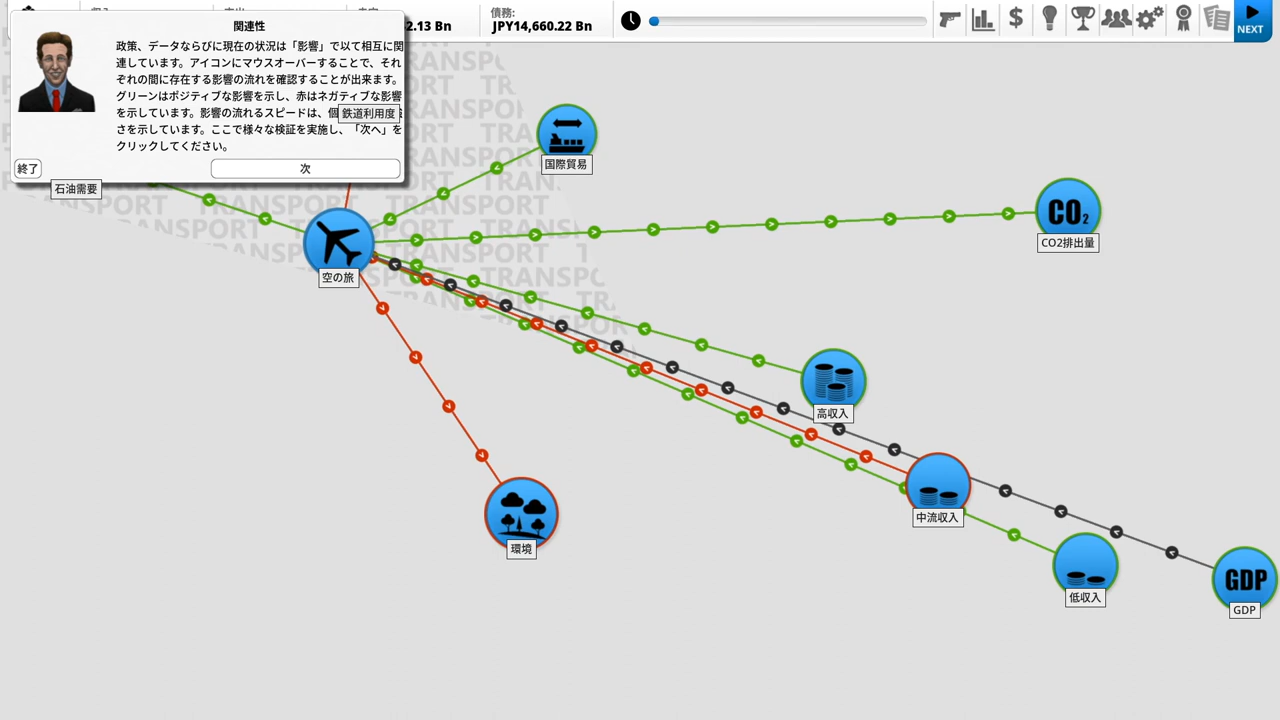 債務:
2.13 Bn
JPY14,660.22 Bn
NEXT
関連性
政策、データならびに現在の状況は「影響」で以て相互に関
連しています。アイコンにマウスオーバーすることで、それ
ぞれの間に存在する影響の流れを確認することが出来ます。
グリーンはポジティブな影響を示し、赤はネガティブな影響
を示しています。影響の流れるスピードは、個
鉄道利用度
さを示しています。ここで様々な検証を実施し、「次へ」を
クリックしてください。
終了
次
石油需要
国際貿易
CO2
CO2排出量
空の旅
TRANSPORT
高収入
中流収入
環境
低収入
GDP
GDP